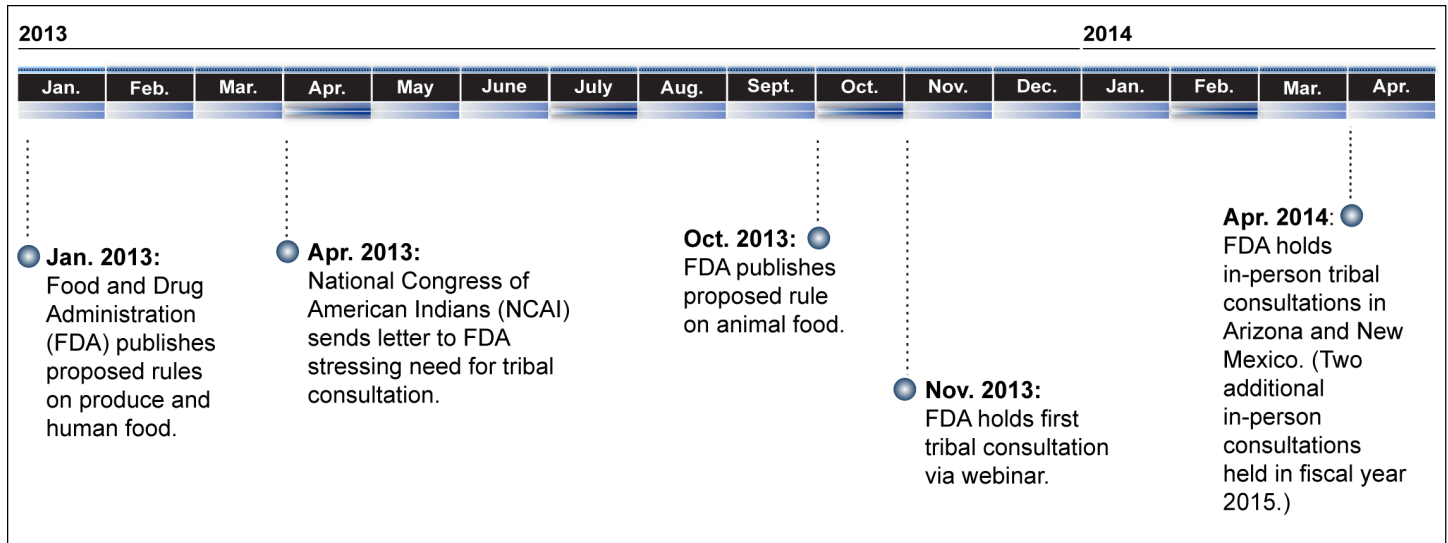 2013
2014
Jan. Feb. Mar. Apr. May June July Aug. Sept. Oct. Nov. Dec. Jan. Feb. Mar. Apr.
Jan. 2013:
Food and Drug
Administration
(FDA) publishes
proposed rules
on produce and
human food.
Apr. 2013:
National Congress of
American Indians (NCAI)
sends letter to FDA
stressing need for tribal
consultation.
Oct. 2013:
FDA publishes
proposed rule
on animal food.
Nov. 2013:
FDA holds first
tribal consultation
via webinar.
Apr. 2014:
FDA holds
in-person tribal
consultations in
Arizona and New
Mexico. (Two
additional
in-person
consultations
held in fiscal year
2015.)